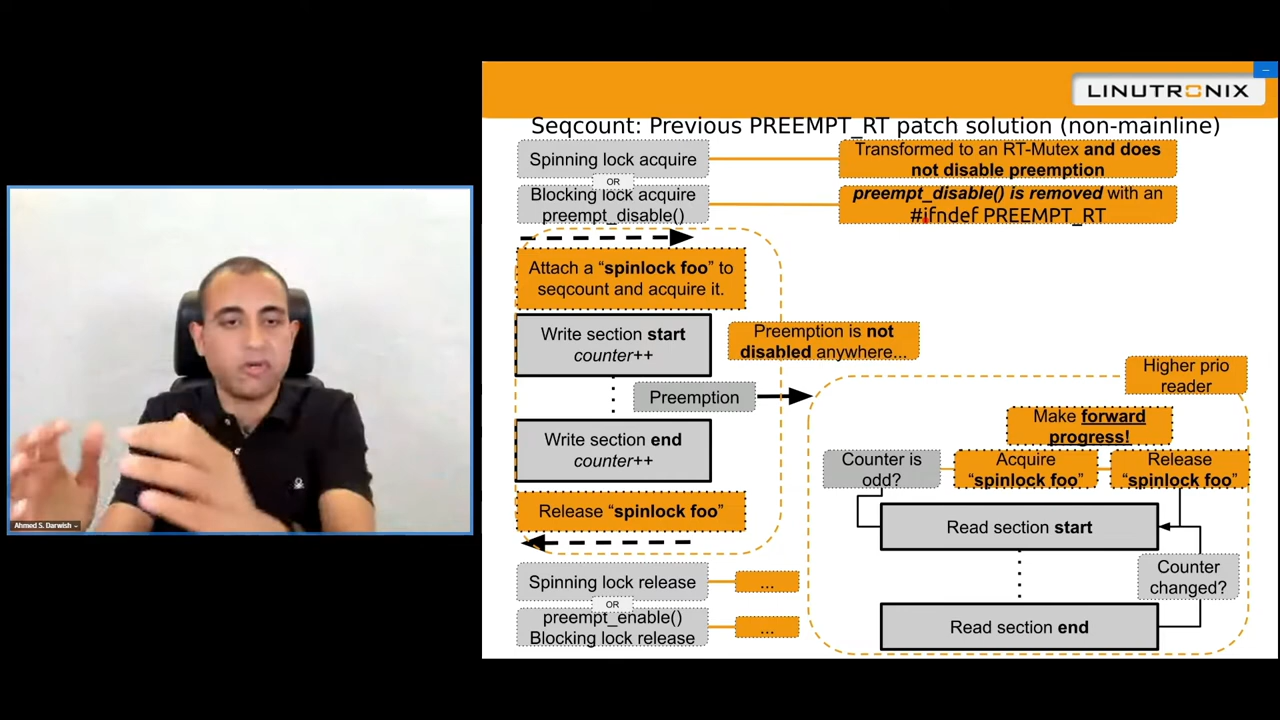 LINUTRONIX
Seqcount: Previous PREEMPT_RT patch solution (non-mainline)
Spinning lock acquire
OR
Blocking lock acquire
preempt_disable()
Transformed to an RT-Mutex and does
not disable preemption
preempt_disable() is removed with an
#ifndef PREEMPT_RT
Attach a “spinlock foo” to
seqcount and acquire it.
Write section start
counter++
Preemption is not
disabled anywhere...
Preemption
Write section end
counter++
Release “spinlock foo”
Spinning lock release
...
OR
preempt_enable()
Blocking lock release
...
Higher prio
reader
Make forward
progress!
Counter is
odd?
Acquire
“spinlock foo”
Release
“spinlock foo”
Read section start
Counter
changed?
Read section end
Ahmed S. Darwish